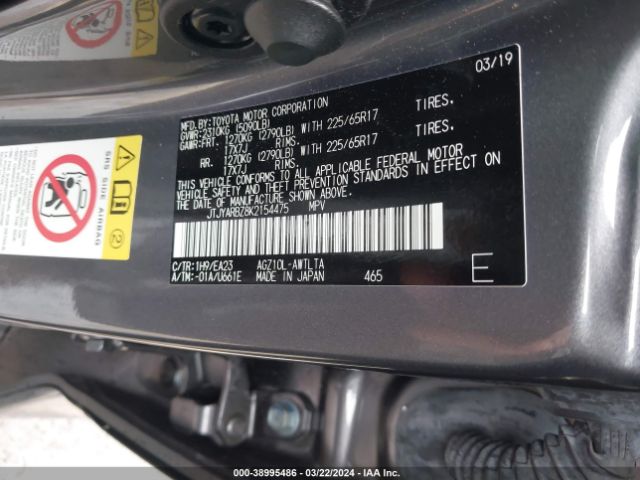 03/19
MFD.BY:TOYOTA MOTOR CORPORATION
GVWR:2310KG (5090LB)
GAWR:FRT. 1270KG (2790LB) WITH 225/65R17 TIRES.
17X7J RIMS.
RR. 1270KG (2790LB) WITH 225/65R17 TIRES.
17X7J RIMS.
THIS VEHICLE CONFORMS TO ALL APPLICABLE FEDERAL MOTOR
VEHICLE SAFETY AND THEFT PREVENTION STANDARDS IN EFFECT ON
THE DATE OF MANUFACTURE SHOWN ABOVE.
JTJYARBZ8K2154475 MPV
C/TR:1H9/EA23 AGZ10L-AWTLTA
A/TM:-01A/U661E MADE IN JAPAN 465
E
SRS SIDE AIRBAG
2
000-38995486 - 03/22/2024 - IAA Inc.